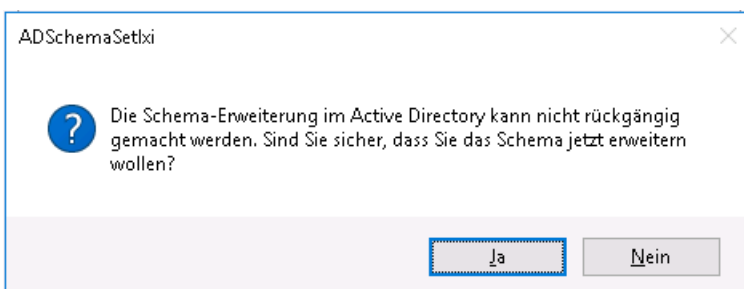 ADSchemaSetIxi
Die Schema-Erweiterung im Active Directory kann nicht rückgängig
gemacht werden. Sind Sie sicher, dass Sie das Schema jetzt erweitern
wollen?
Ja
Nein